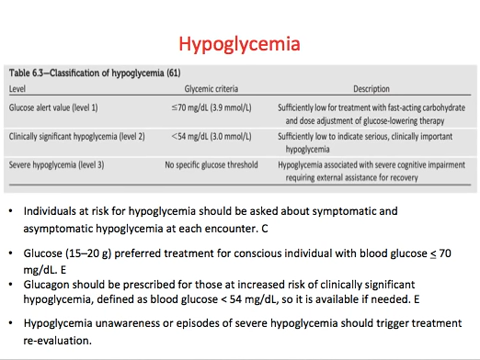 Hypoglycemia
Table 6.3—Classification of hypoglycemia (61)
Level Glycemic criteria Description
Glucose alert value (level 1) ≤70 mg/dL (3.9 mmol/L) Sufficiently low for treatment with fast-acting carbohydrate
and dose adjustment of glucose-lowering therapy
Clinically significant hypoglycemia (level 2) <54 mg/dL (3.0 mmol/L) Sufficiently low to indicate serious, clinically important
hypoglycemia
Severe hypoglycemia (level 3) No specific glucose threshold Hypoglycemia associated with severe cognitive impairment
requiring external assistance for recovery
• Individuals at risk for hypoglycemia should be asked about symptomatic and
asymptomatic hypoglycemia at each encounter. C
• Glucose (15–20 g) preferred treatment for conscious individual with blood glucose ≤ 70
mg/dL. E
• Glucagon should be prescribed for those at increased risk of clinically significant
hypoglycemia, defined as blood glucose < 54 mg/dL, so it is available if needed. E
• Hypoglycemia unawareness or episodes of severe hypoglycemia should trigger treatment
re-evaluation.